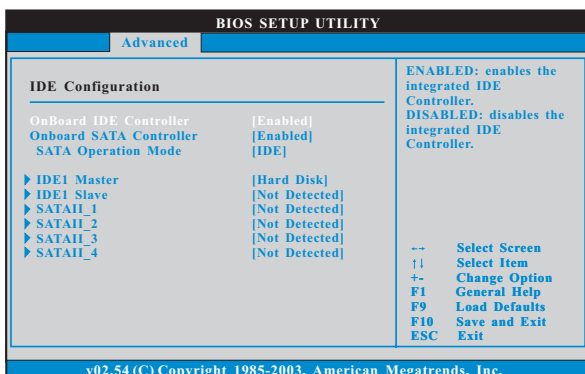 BIOS SETUP UTILITY
Advanced
IDE Configuration
OnBoard IDE Controller [Enabled]
Onboard SATA Controller [Enabled]
SATA Operation Mode [IDE]
IDE1 Master [Hard Disk]
IDE1 Slave [Not Detected]
SATAII_1 [Not Detected]
SATAII_2 [Not Detected]
SATAII_3 [Not Detected]
SATAII_4 [Not Detected]
ENABLED: enables the
integrated IDE
Controller.
DISABLED: disables the
integrated IDE
Controller.
←→ Select Screen
↑↓ Select Item
+- Change Option
F1 General Help
F9 Load Defaults
F10 Save and Exit
ESC Exit
v02.54 (C) Copyright 1985-2003, American Megatrends, Inc.